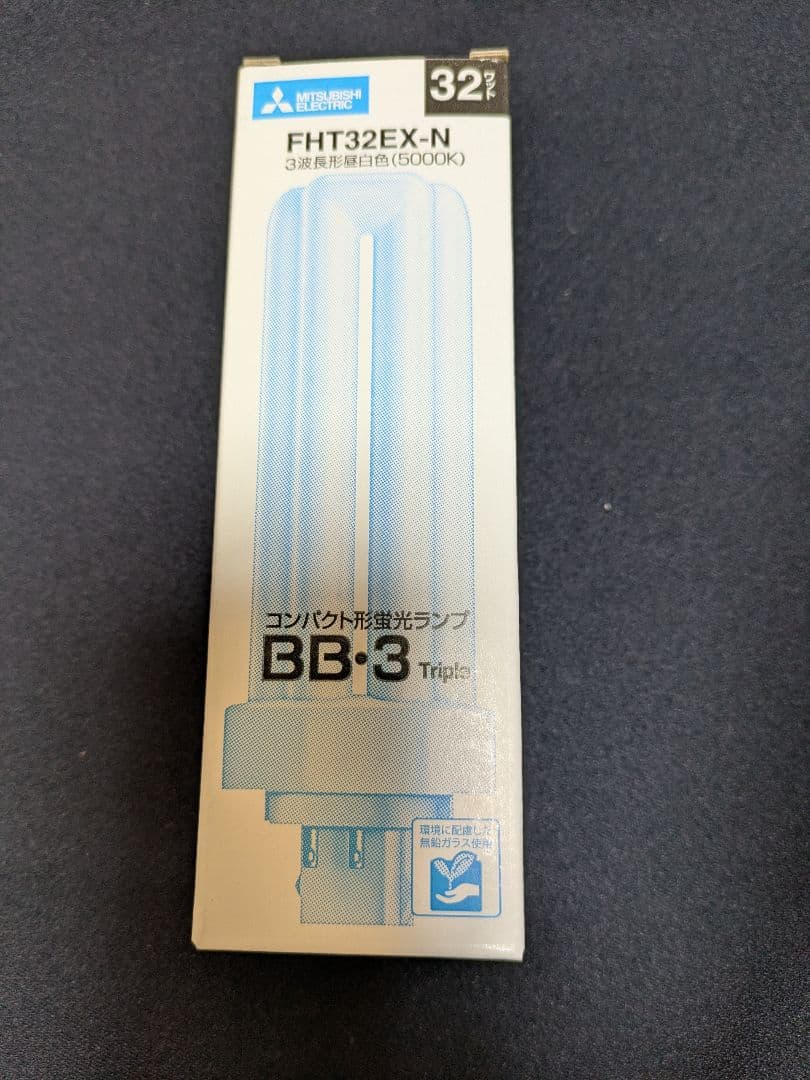 MITSUBISHI
ELECTRIC
32ワット
FHT32EX-N
3波長形昼白色(5000K)
コンパクト形蛍光ランプ
BB・3 Triple
環境に配慮した
無鉛ガラス使用